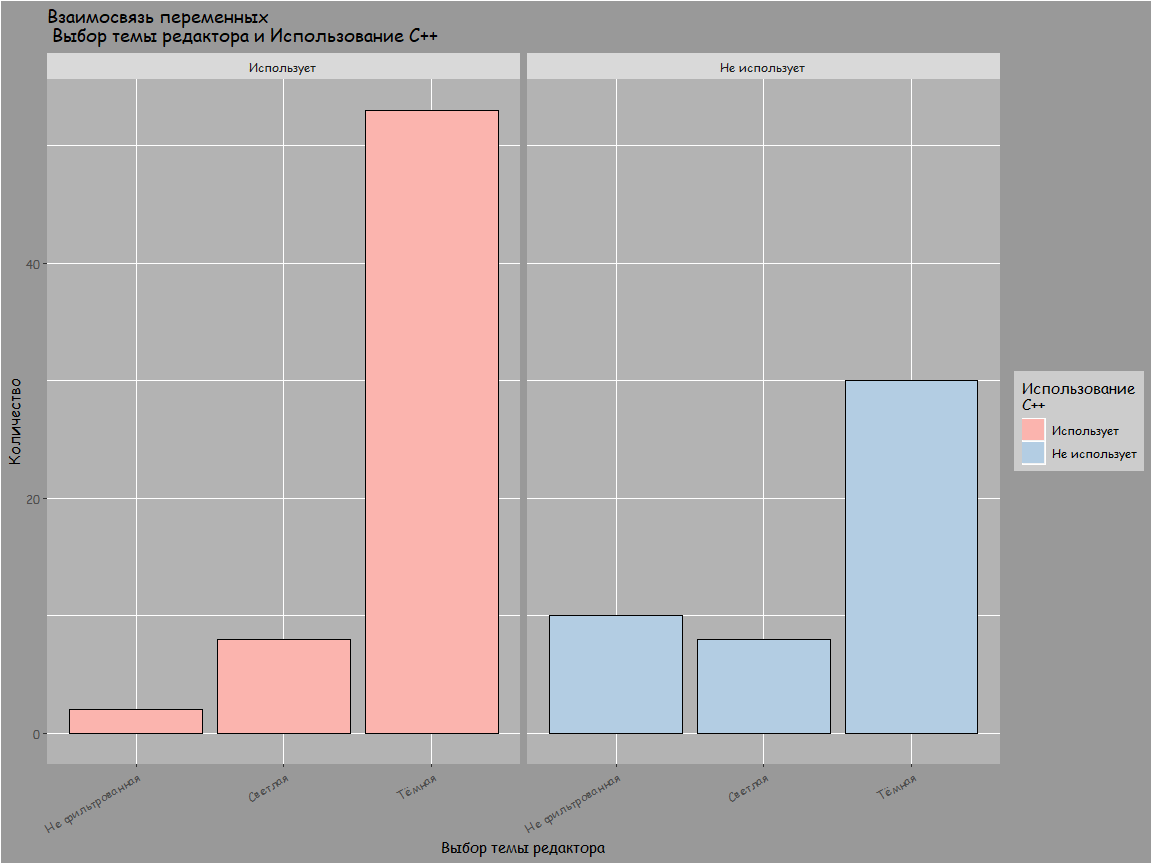 Взаимосвязь переменных
Выбор темы редактора и Использование C++
Использует
Не использует
Количество
40
20
0
Не фильтрованная
Светлая
Тёмная
Не фильтрованная
Светлая
Тёмная
Выбор темы редактора
Использование
C++
Использует
Не использует